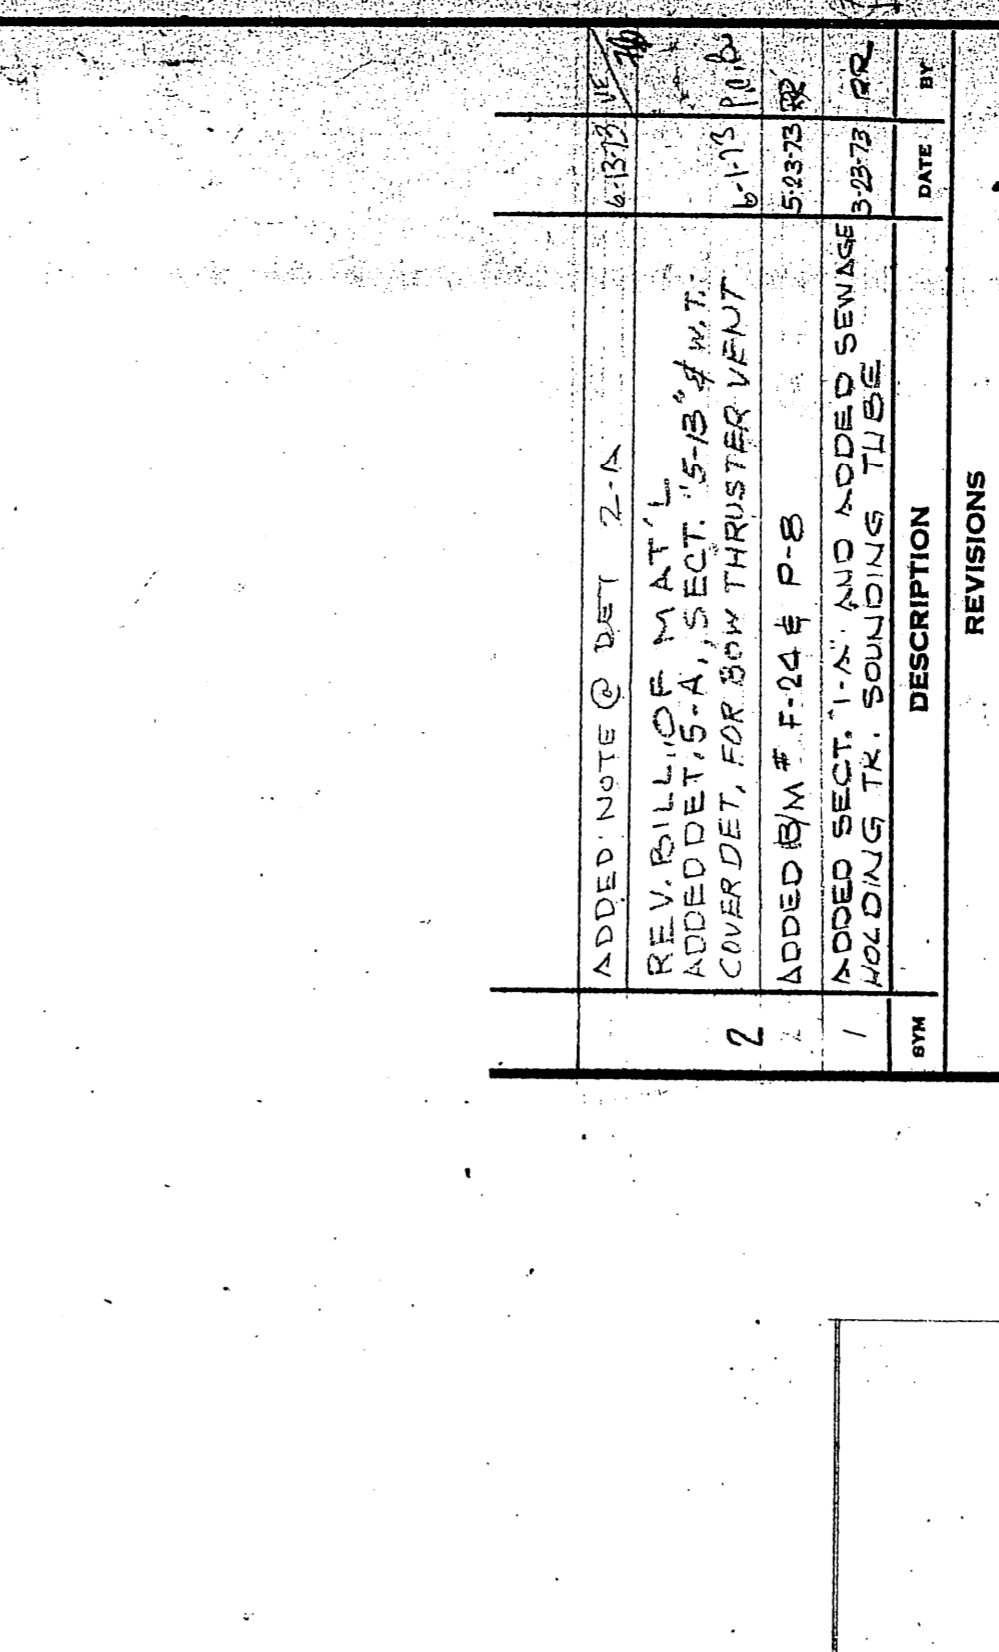 ADDED NOTE @ DET 2-A 6-13-73
REV. BILL OF MAT'L
ADDED DET. 5-A, SECT. "5-13" & W.T.
2 COVER DET, FOR BOW THRUSTER VENT 6-1-73
ADDED B/M # F-24 & P-8 5-23-73 RR
1 ADDED SECT. "1-A" AND ADDED SEWAGE 3-23-73 RR
HOLDING TK. SOUNDING TUBE
SYM DESCRIPTION DATE BY
REVISIONS